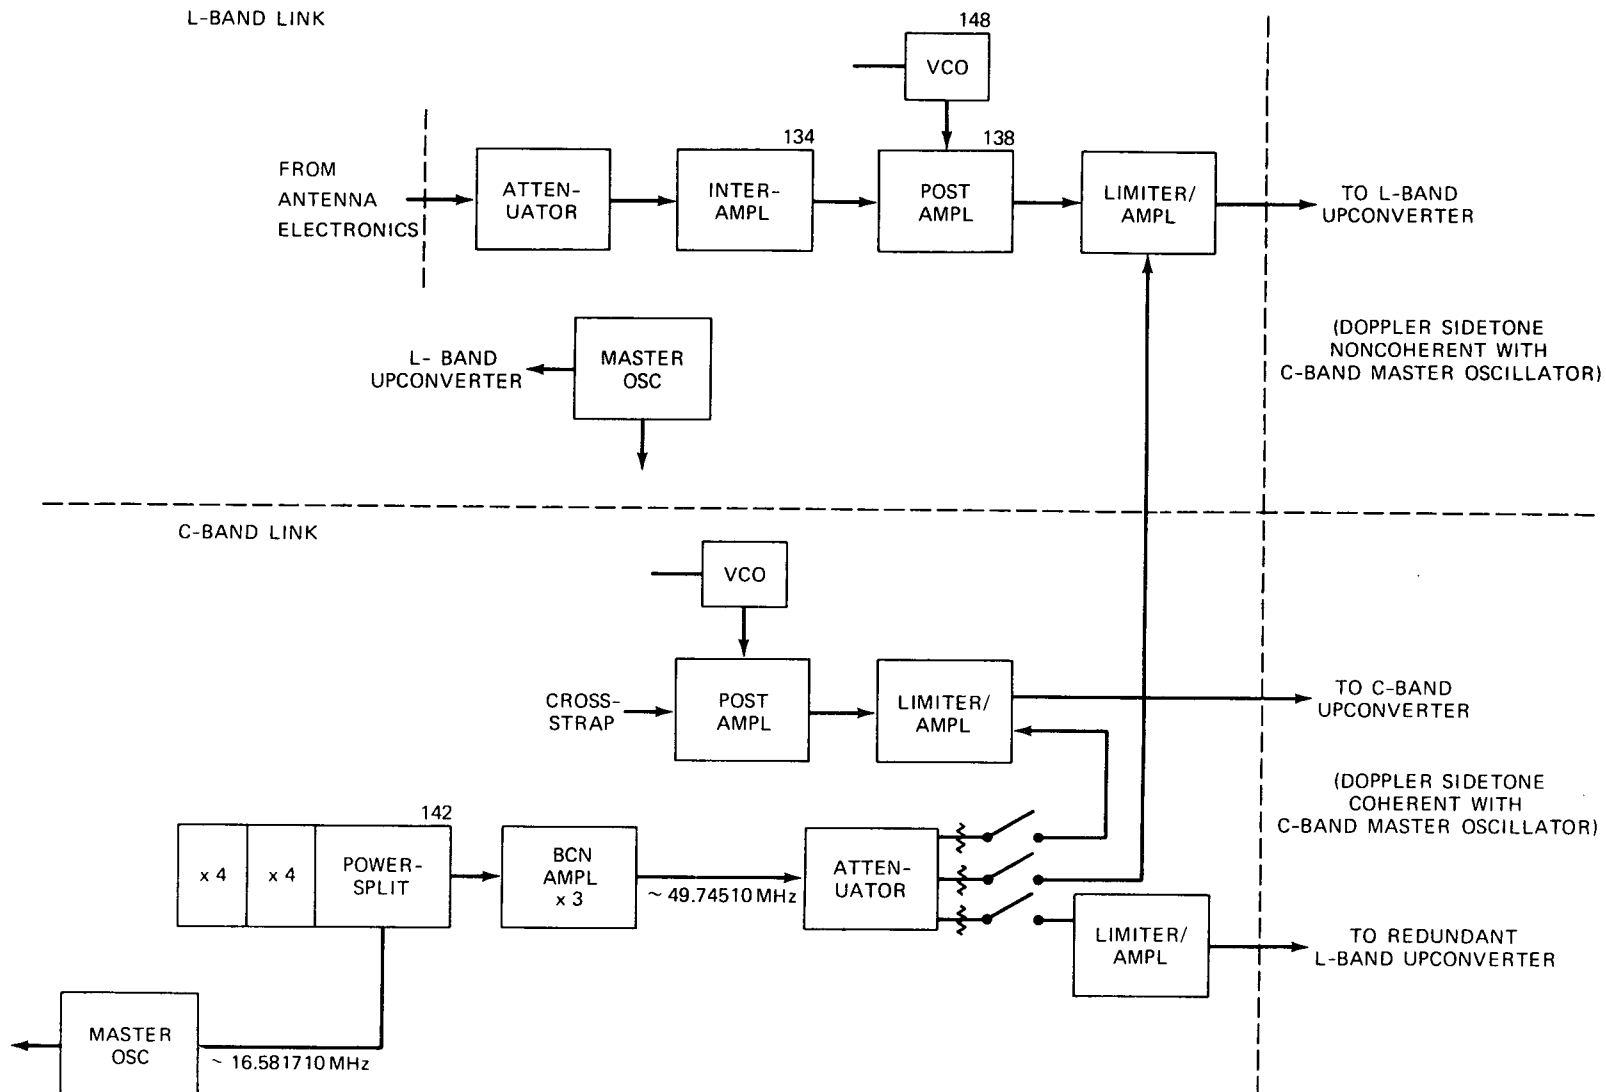 L-BAND LINK
148
VCO
134
138
FROM
ANTENNA
ELECTRONICS
ATTEN-
UATOR
INTER-
AMPL
POST
AMPL
LIMITER/
AMPL
TO L-BAND
UPCONVERTER
L- BAND
UPCONVERTER
MASTER
OSC
(DOPPLER SIDETONE
NONCOHERENT WITH
C-BAND MASTER OSCILLATOR)
C-BAND LINK
VCO
CROSS-
STRAP
POST
AMPL
LIMITER/
AMPL
TO C-BAND
UPCONVERTER
(DOPPLER SIDETONE
COHERENT WITH
C-BAND MASTER OSCILLATOR)
142
x 4
x 4
POWER-
SPLIT
BCN
AMPL
x 3
~ 49.74510 MHz
ATTEN-
UATOR
LIMITER/
AMPL
TO REDUNDANT
L-BAND UPCONVERTER
MASTER
OSC
~ 16.581710 MHz